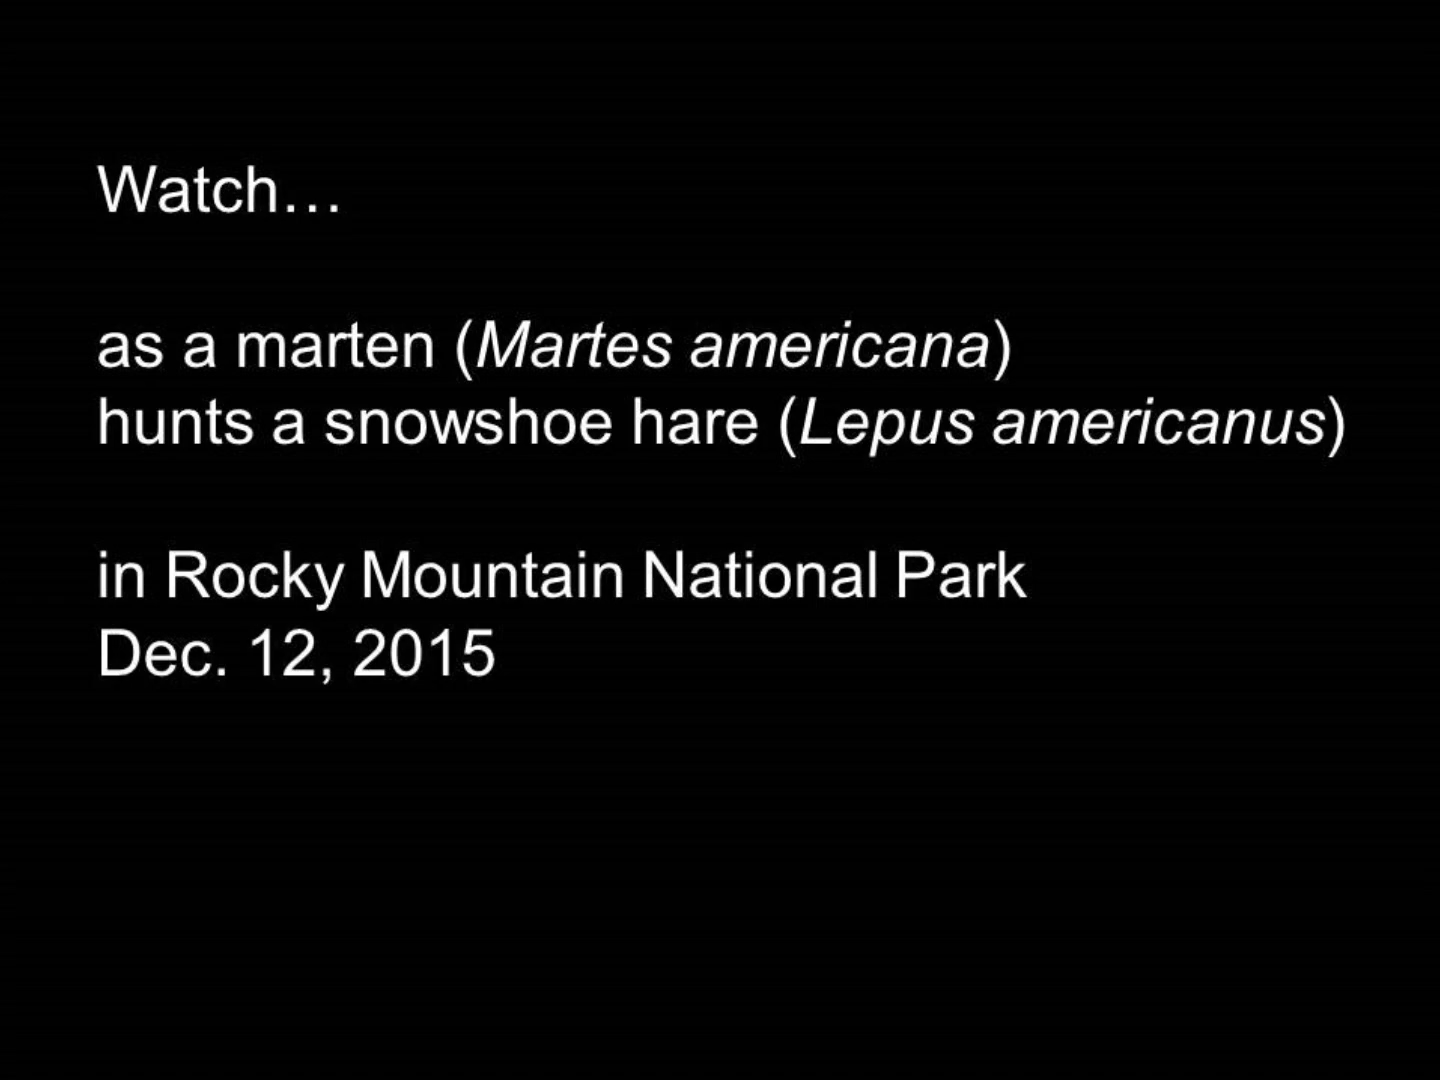 Watch…
as a marten (Martes americana)
hunts a snowshoe hare (Lepus americanus)
in Rocky Mountain National Park
Dec. 12, 2015